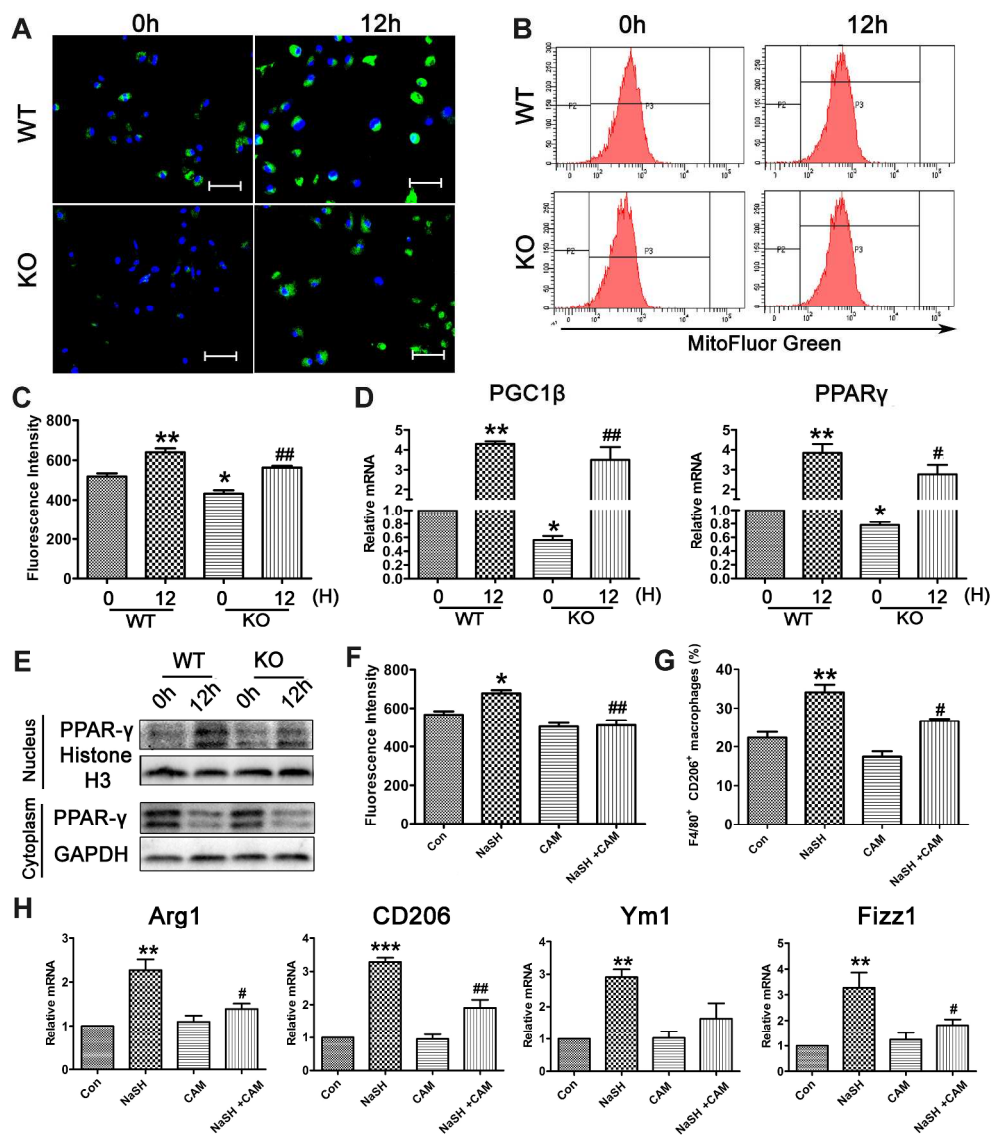 A
0h
12h
WT
KO
B
0h
12h
WT
KO
P2
P3
P2
P3
P2
P3
P2
P3
MitoFluor Green
C
Fluorescence Intensity
800
600
400
200
0
**
*
##
0 12 0 12 (H)
WT KO
D
PGC1β
Relative mRNA
5
4
3
2
1
1.0
0.8
0.6
0.4
0.2
0.0
**
*
##
0 12 0 12 (H)
WT KO
PPARγ
Relative mRNA
5
4
3
2
1
1.0
0.8
0.6
0.4
0.2
0.0
**
*
#
0 12 0 12 (H)
WT KO
E
WT KO
0h 12h 0h 12h
Nucleus
PPAR-γ
Histone
H3
Cytoplasm
PPAR-γ
GAPDH
F
Fluorescence Intensity
800
600
400
200
0
*
##
Con NaSH CAM NaSH +CAM
G
F4/80+ CD206+ macrophages (%)
40
30
20
10
0
**
#
Con NaSH CAM NaSH +CAM
H
Arg1
Relative mRNA
3
2
1
0
**
#
Con NaSH CAM NaSH +CAM
CD206
Relative mRNA
4
3
2
1
0
***
##
Con NaSH CAM NaSH +CAM
Ym1
Relative mRNA
4
3
2
1
0
**
Con NaSH CAM NaSH +CAM
Fizz1
Relative mRNA
5
4
3
2
1
0
**
#
Con NaSH CAM NaSH +CAM